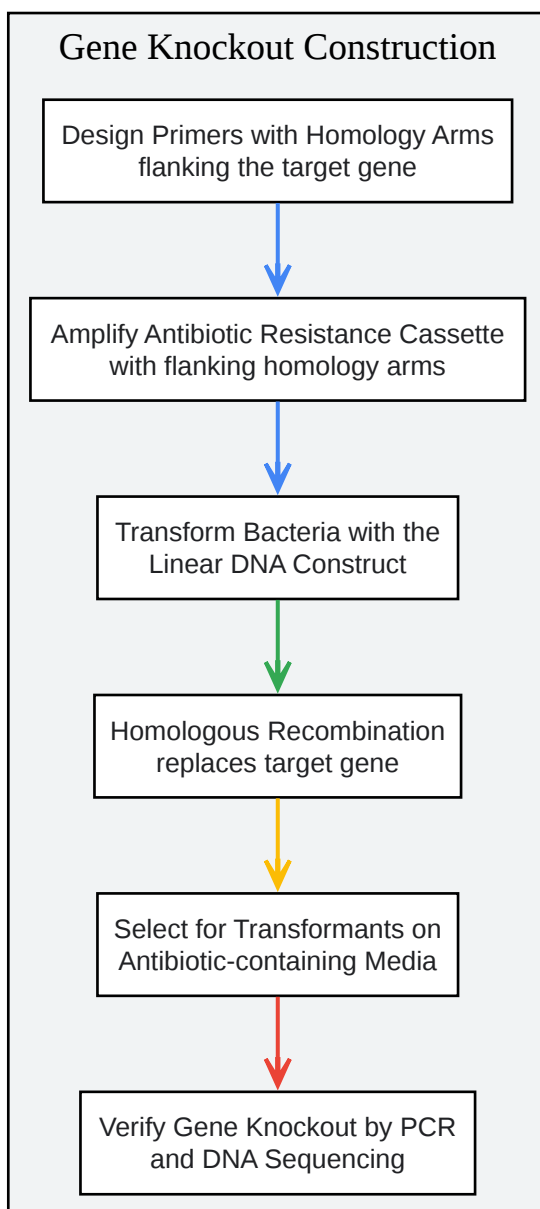 Gene Knockout Construction
Design Primers with Homology Arms
flanking the target gene
Amplify Antibiotic Resistance Cassette
with flanking homology arms
Transform Bacteria with the
Linear DNA Construct
Homologous Recombination
replaces target gene
Select for Transformants on
Antibiotic-containing Media
Verify Gene Knockout by PCR
and DNA Sequencing